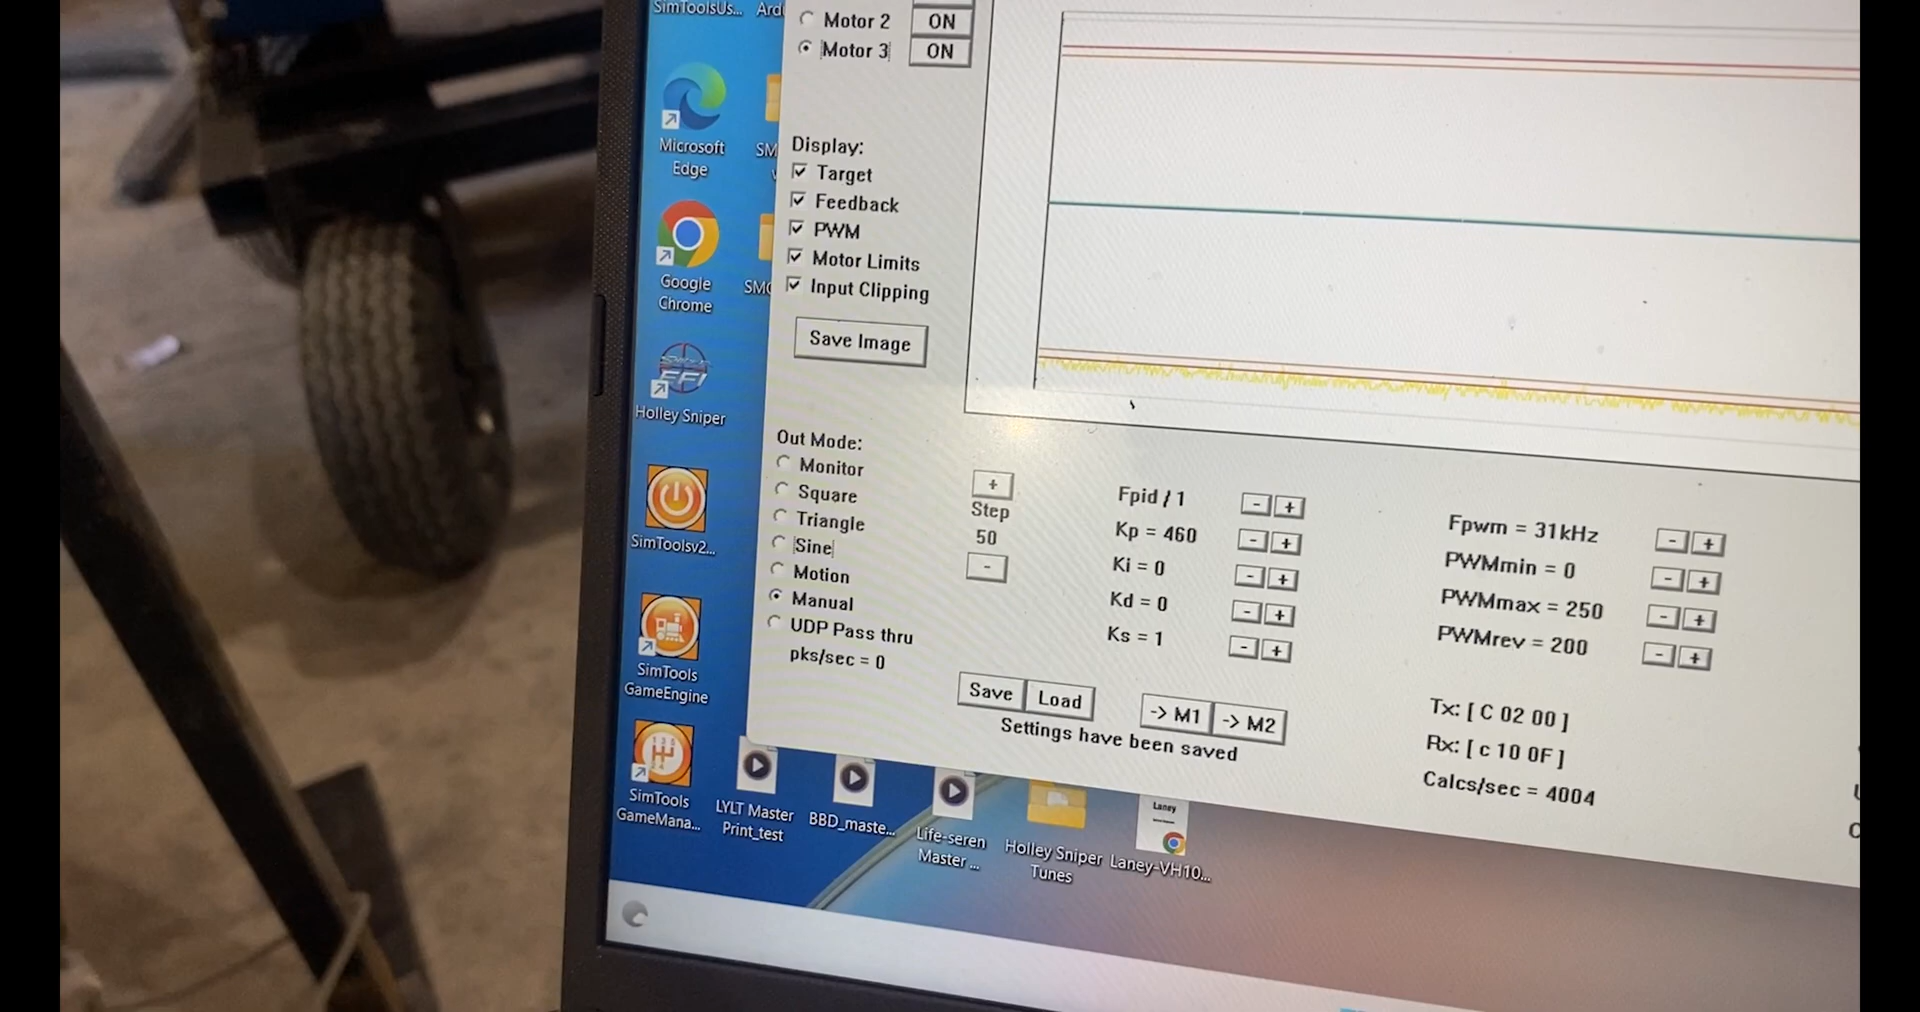 SimToolsUs...
Motor 2
ON
Motor 3
ON
Microsoft
Edge
Display:
Target
Feedback
PWM
Motor Limits
Input Clipping
Save Image
Google
Chrome
EFI
Holley Sniper
SimToolsv2...
SimTools
GameEngine
SimTools
GameMana...
Out Mode:
Monitor
Square
Triangle
Sine
Motion
Manual
UDP Pass thru
pks/sec = 0
+
Step
50
-
Fpid / 1
- +
Kp = 460
- +
Ki = 0
- +
Kd = 0
- +
Ks = 1
- +
Fpwm = 31kHz
- +
PWMmin = 0
- +
PWMmax = 250
- +
PWMrev = 200
- +
Save
Load
-> M1
-> M2
Settings have been saved
Tx: [ C 02 00 ]
Rx: [ c 10 0F ]
Calcs/sec = 4004
LYLT Master
Print_test
BBD_maste...
Life-seren
Master ...
Holley Sniper
Tunes
Laney
Laney-VH10...